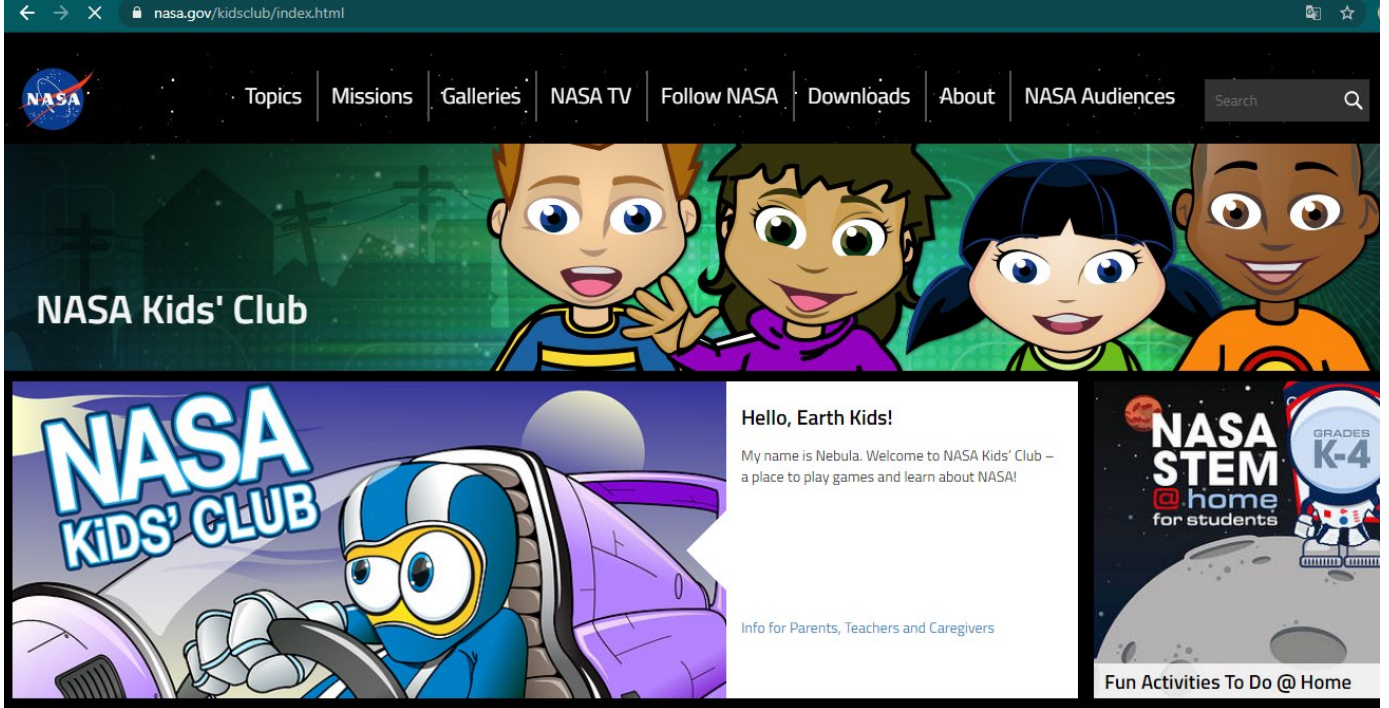 nasa.gov/kidsclub/index.html
NASA
Topics
Missions
Galleries
NASA TV
Follow NASA
Downloads
About
NASA Audiences
Search
NASA Kids' Club
NASA
KiDS' CLUB
Hello, Earth Kids!
My name is Nebula. Welcome to NASA Kids' Club –
a place to play games and learn about NASA!
Info for Parents, Teachers and Caregivers
NASA
STEM
@home
for students
GRADES
K-4
Fun Activities To Do @ Home